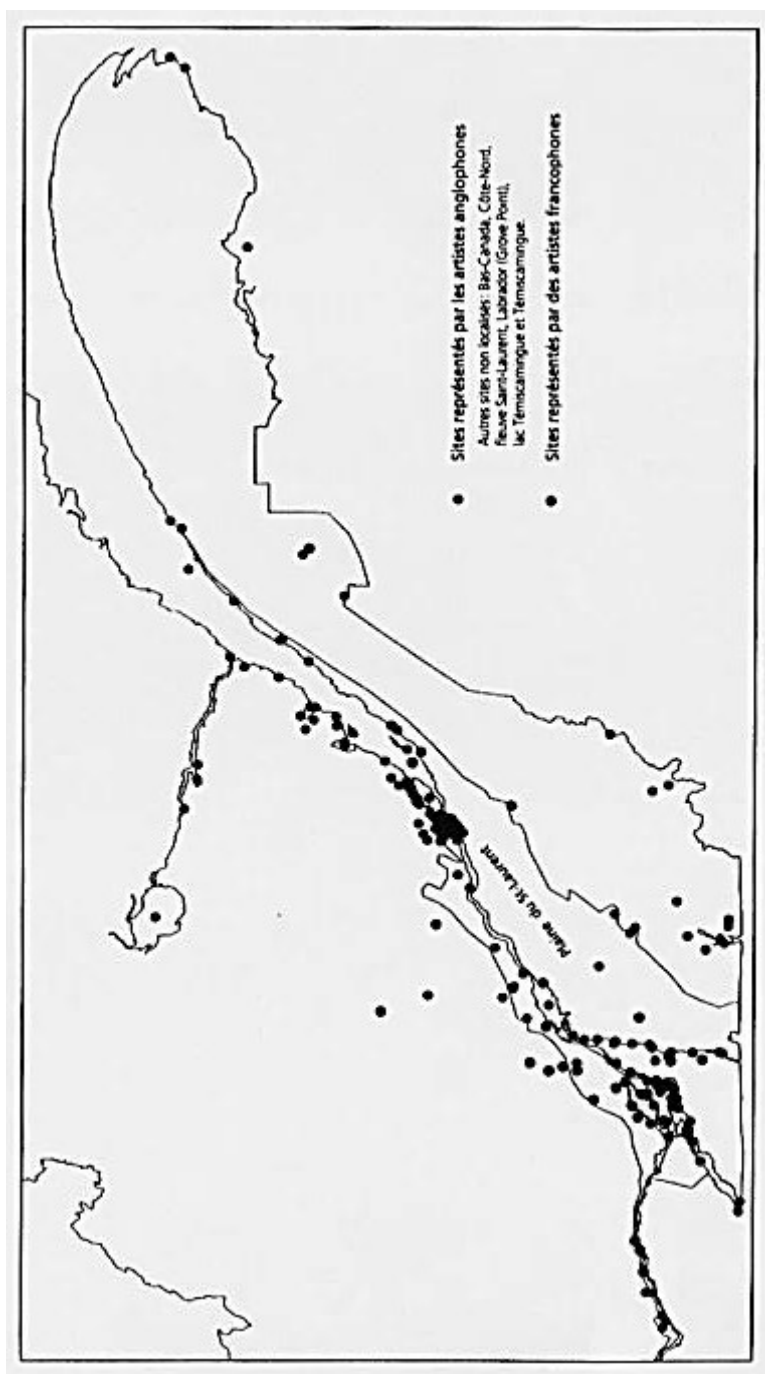 Sites représentés par les artistes anglophones
Autres sites non localisés: Bas-Canada, Côte-Nord,
fleuve Saint-Laurent, Labrador (Grove Point),
lac Témiscamingue et Témiscamingue.
Sites représentés par des artistes francophones
Plaine du St-Laurent